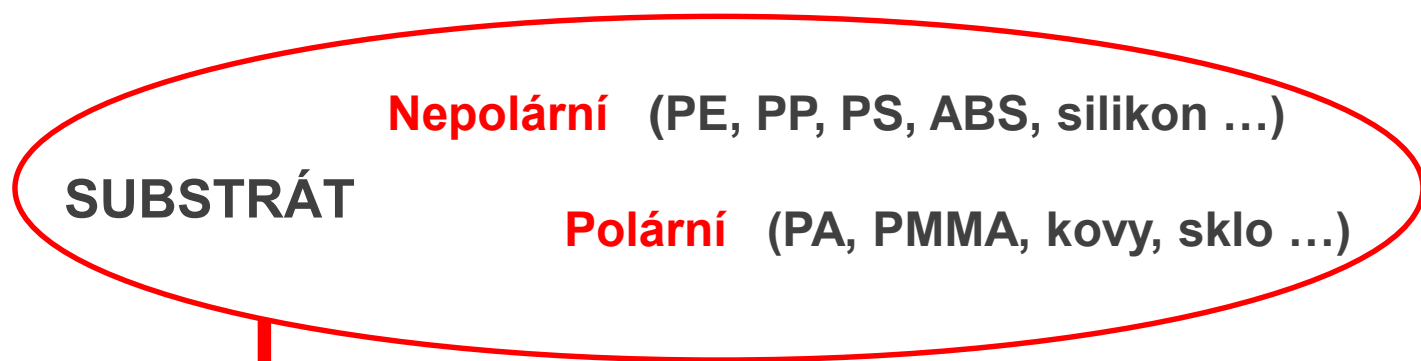 Nepolární (PE, PP, PS, ABS, silikon …)
SUBSTRÁT
Polární (PA, PMMA, kovy, sklo …)